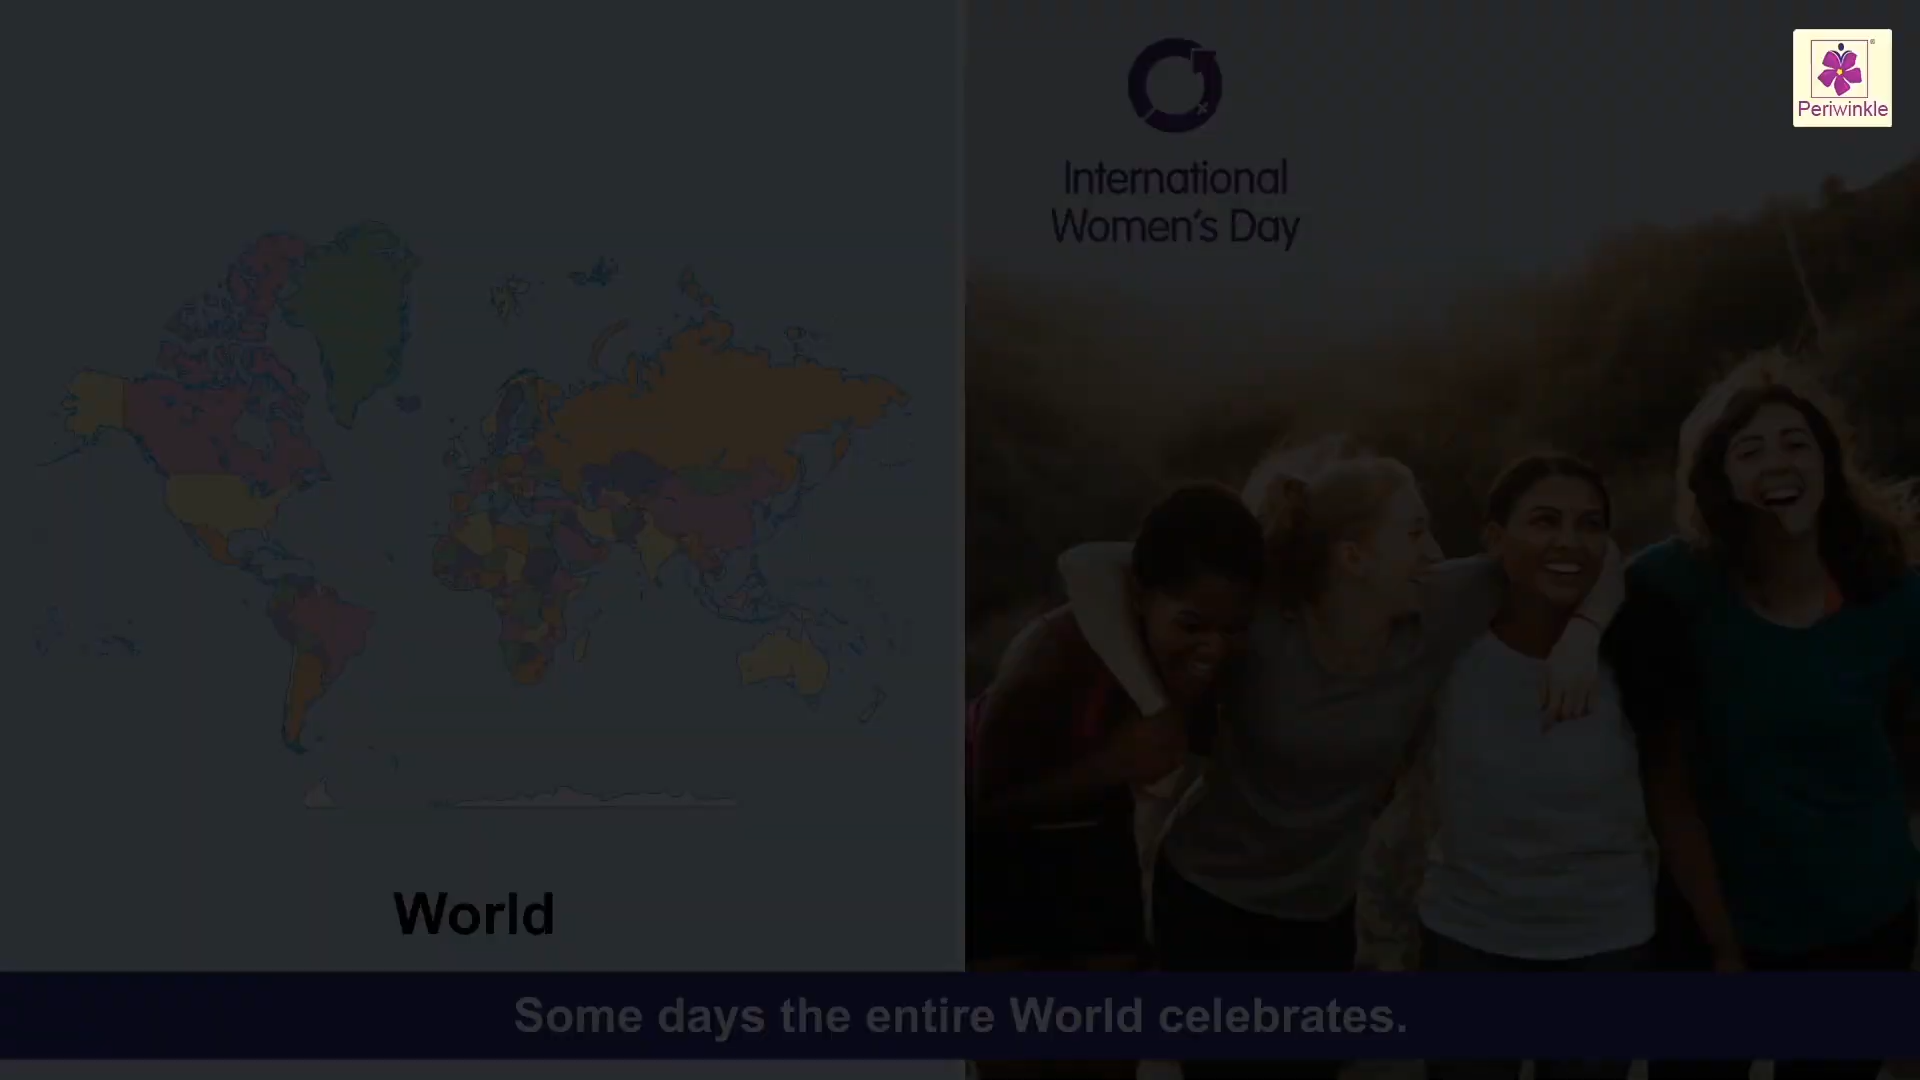 Periwinkle
International
Women's Day
World
Some days the entire World celebrates.